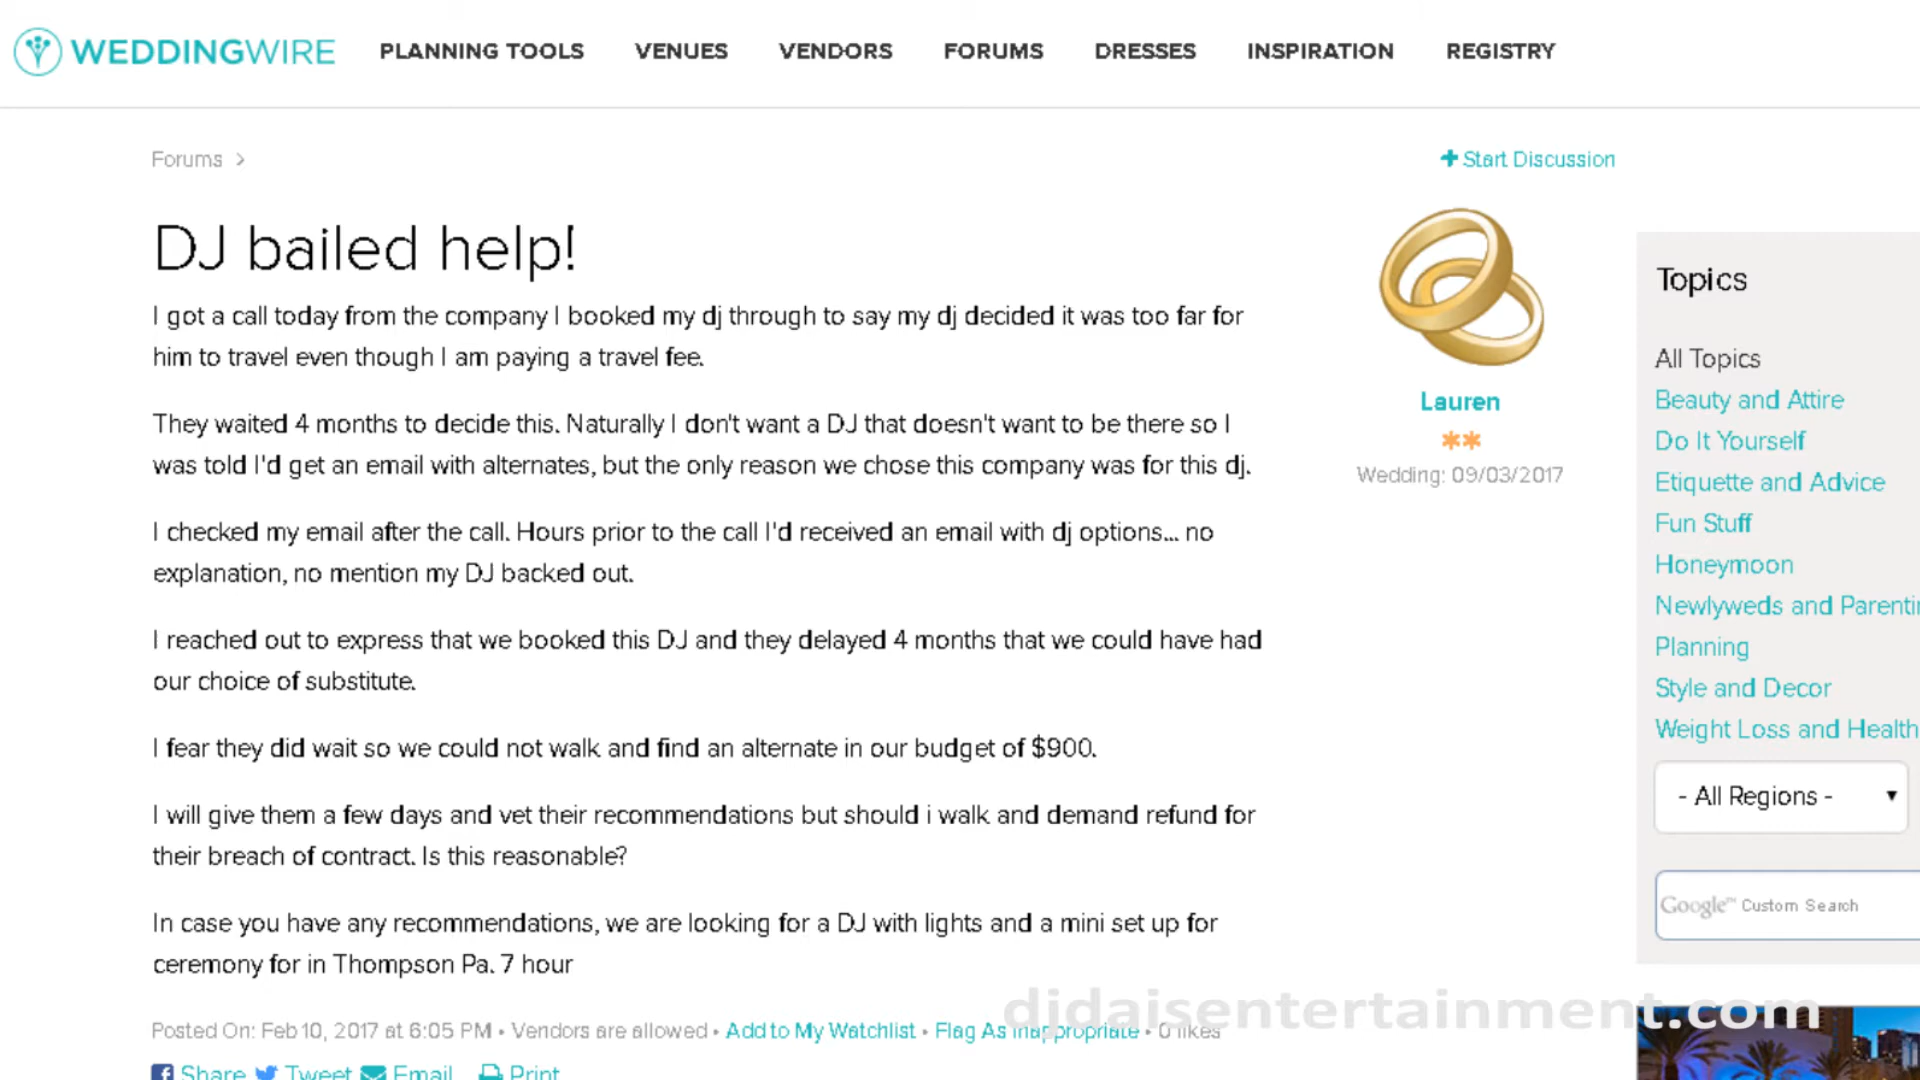 WEDDINGWIRE PLANNING TOOLS VENUES VENDORS FORUMS DRESSES INSPIRATION REGISTRY
Forums >
+ Start Discussion
DJ bailed help!
I got a call today from the company I booked my dj through to say my dj decided it was too far for
him to travel even though I am paying a travel fee.
They waited 4 months to decide this. Naturally I don't want a DJ that doesn't want to be there so I
was told I'd get an email with alternates, but the only reason we chose this company was for this dj.
I checked my email after the call. Hours prior to the call I'd received an email with dj options... no
explanation, no mention my DJ backed out.
I reached out to express that we booked this DJ and they delayed 4 months that we could have had
our choice of substitute.
I fear they did wait so we could not walk and find an alternate in our budget of $900.
I will give them a few days and vet their recommendations but should i walk and demand refund for
their breach of contract. Is this reasonable?
In case you have any recommendations, we are looking for a DJ with lights and a mini set up for
ceremony for in Thompson Pa. 7 hour
Posted On: Feb 10, 2017 at 6:05 PM • Vendors are allowed • Add to My Watchlist • Flag As Inappropriate • 0 likes
Share Tweet Email Print
Lauren
**
Wedding: 09/03/2017
Topics
All Topics
Beauty and Attire
Do It Yourself
Etiquette and Advice
Fun Stuff
Honeymoon
Newlyweds and Parenti
Planning
Style and Decor
Weight Loss and Health
- All Regions -
Google™ Custom Search
djdaisentertainment.com